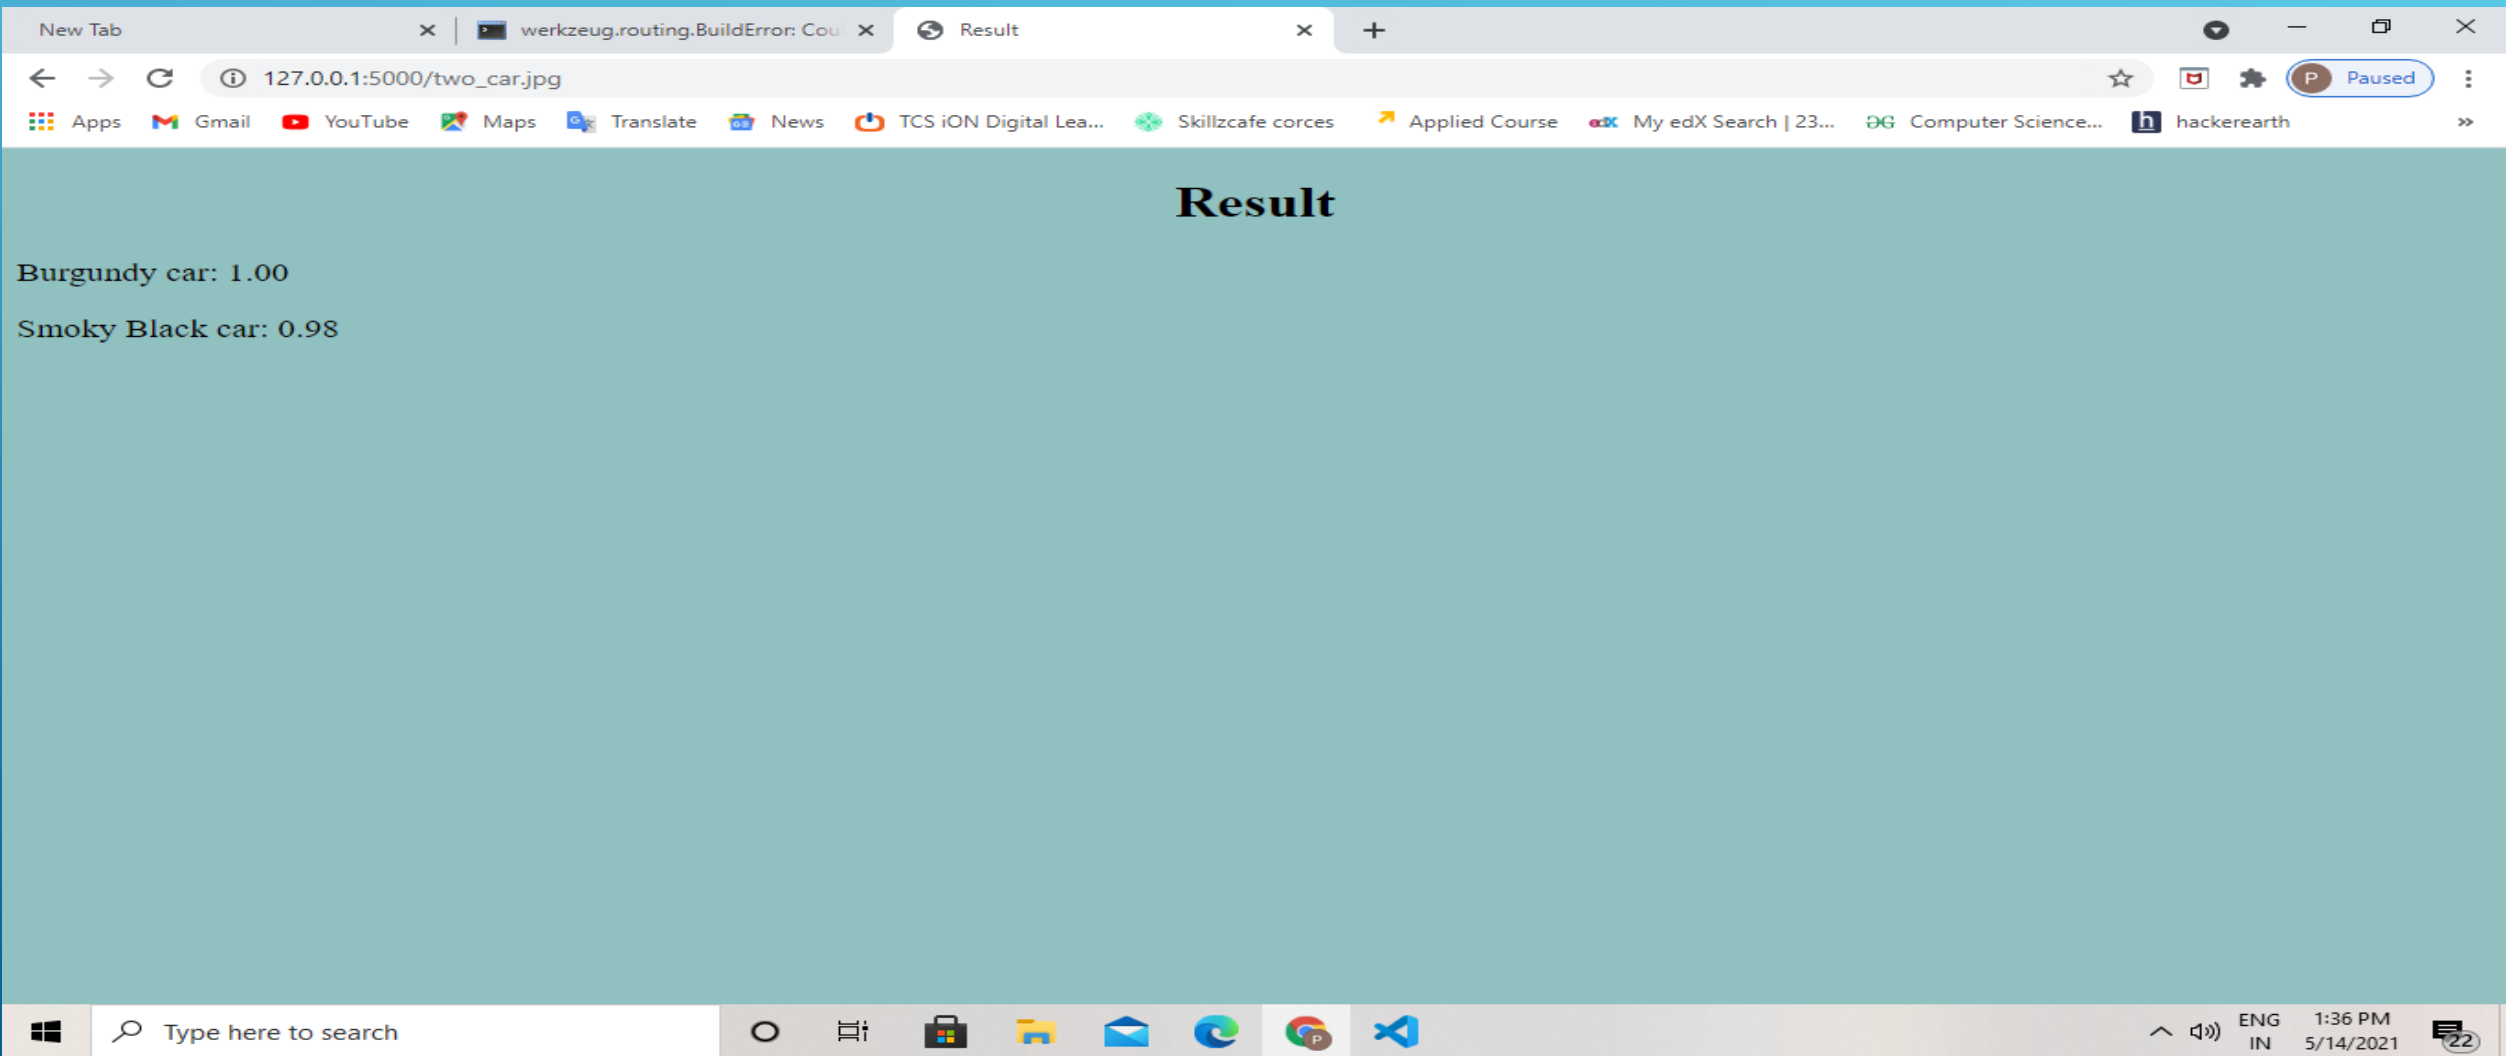 New Tab
werkzeug.routing.BuildError: Cou
Result
127.0.0.1:5000/two_car.jpg
P Paused
Apps
Gmail
YouTube
Maps
Translate
News
TCS iON Digital Lea...
Skillzcafe corces
Applied Course
edX My edX Search | 23...
Computer Science...
h hackerearth
Result
Burgundy car: 1.00
Smoky Black car: 0.98
Type here to search
P
ENG
IN
1:36 PM
5/14/2021
22